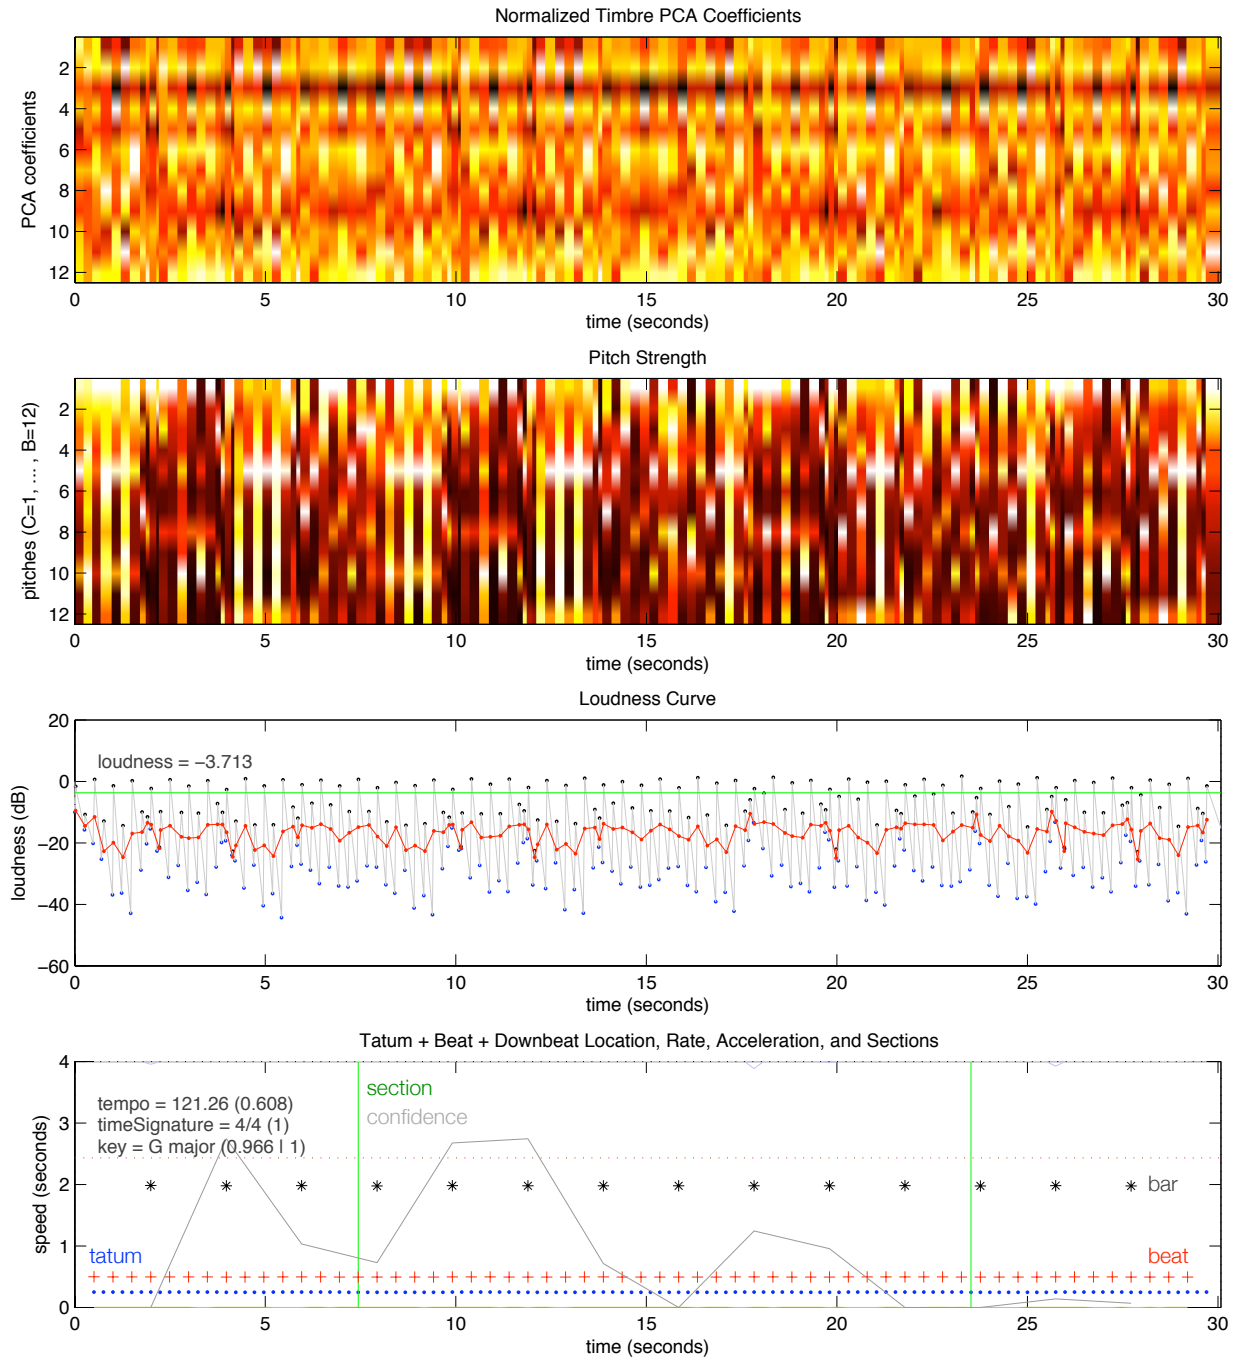 Normalized Timbre PCA Coefficients
PCA coefficients
2
4
6
8
10
12
0 5 10 15 20 25 30
time (seconds)
Pitch Strength
pitches (C=1, ... , B=12)
2
4
6
8
10
12
0 5 10 15 20 25 30
time (seconds)
Loudness Curve
loudness (dB)
20
0
−20
−40
−60
loudness = −3.713
0 5 10 15 20 25 30
time (seconds)
Tatum + Beat + Downbeat Location, Rate, Acceleration, and Sections
speed (seconds)
4
3
2
1
0
section
confidence
tempo = 121.26 (0.608)
timeSignature = 4/4 (1)
key = G major (0.966 | 1)
bar
tatum
beat
0 5 10 15 20 25 30
time (seconds)